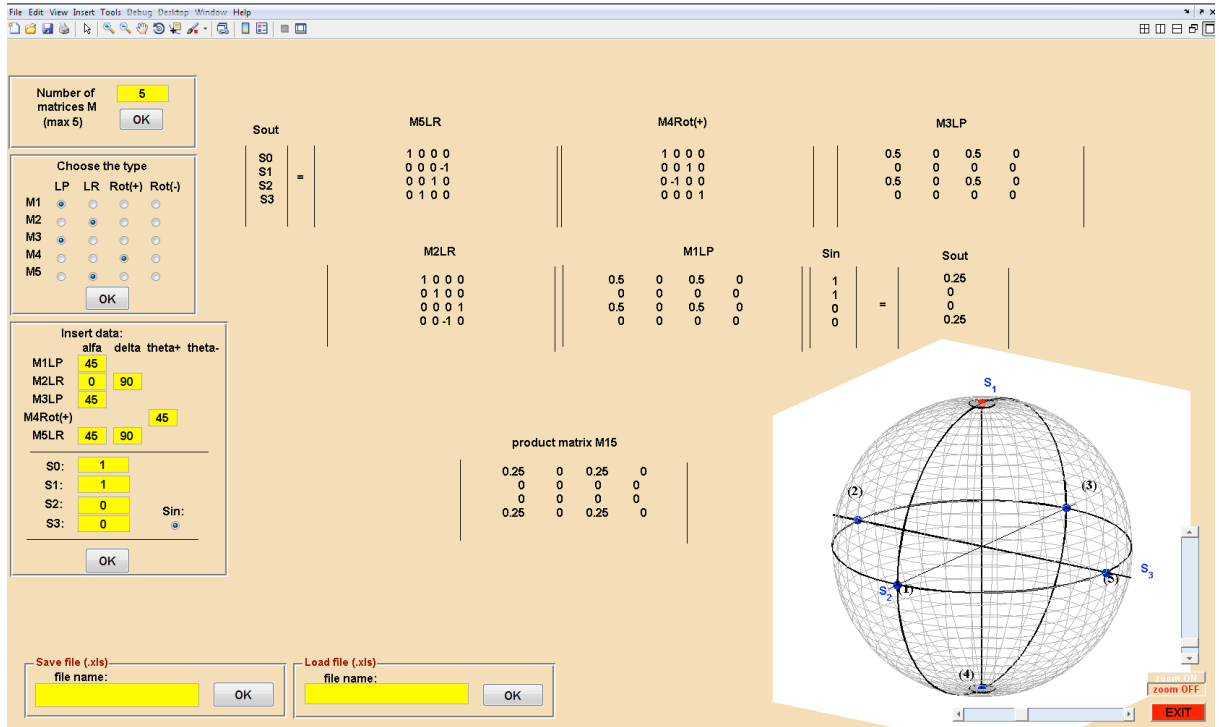 File Edit View Insert Tools Debug Desktop Window Help
Number of
matrices M
(max 5)
5
OK
Choose the type
LP LR Rot(+) Rot(-)
M1
M2
M3
M4
M5
OK
Insert data:
alfa delta theta+ theta-
M1LP 45
M2LR 0 90
M3LP 45
M4Rot(+) 45
M5LR 45 90
S0: 1
S1: 1
S2: 0
S3: 0
Sin:
OK
Sout
S0
S1
S2
S3
=
M5LR
1 0 0 0
0 0 0 -1
0 0 1 0
0 1 0 0
M4Rot(+)
1 0 0 0
0 0 1 0
0 -1 0 0
0 0 0 1
M3LP
0.5 0 0.5 0
0 0 0 0
0.5 0 0.5 0
0 0 0 0
M2LR
1 0 0 0
0 1 0 0
0 0 0 1
0 0 -1 0
M1LP
0.5 0 0.5 0
0 0 0 0
0.5 0 0.5 0
0 0 0 0
Sin
1
1
0
0
=
Sout
0.25
0
0
0.25
product matrix M15
0.25 0 0.25 0
0 0 0 0
0 0 0 0
0.25 0 0.25 0
S1
(2)
(3)
S3
(5)
S2 (1)
(4)
Save file (.xls)
file name:
OK
Load file (.xls)
file name:
OK
zoom ON
zoom OFF
EXIT